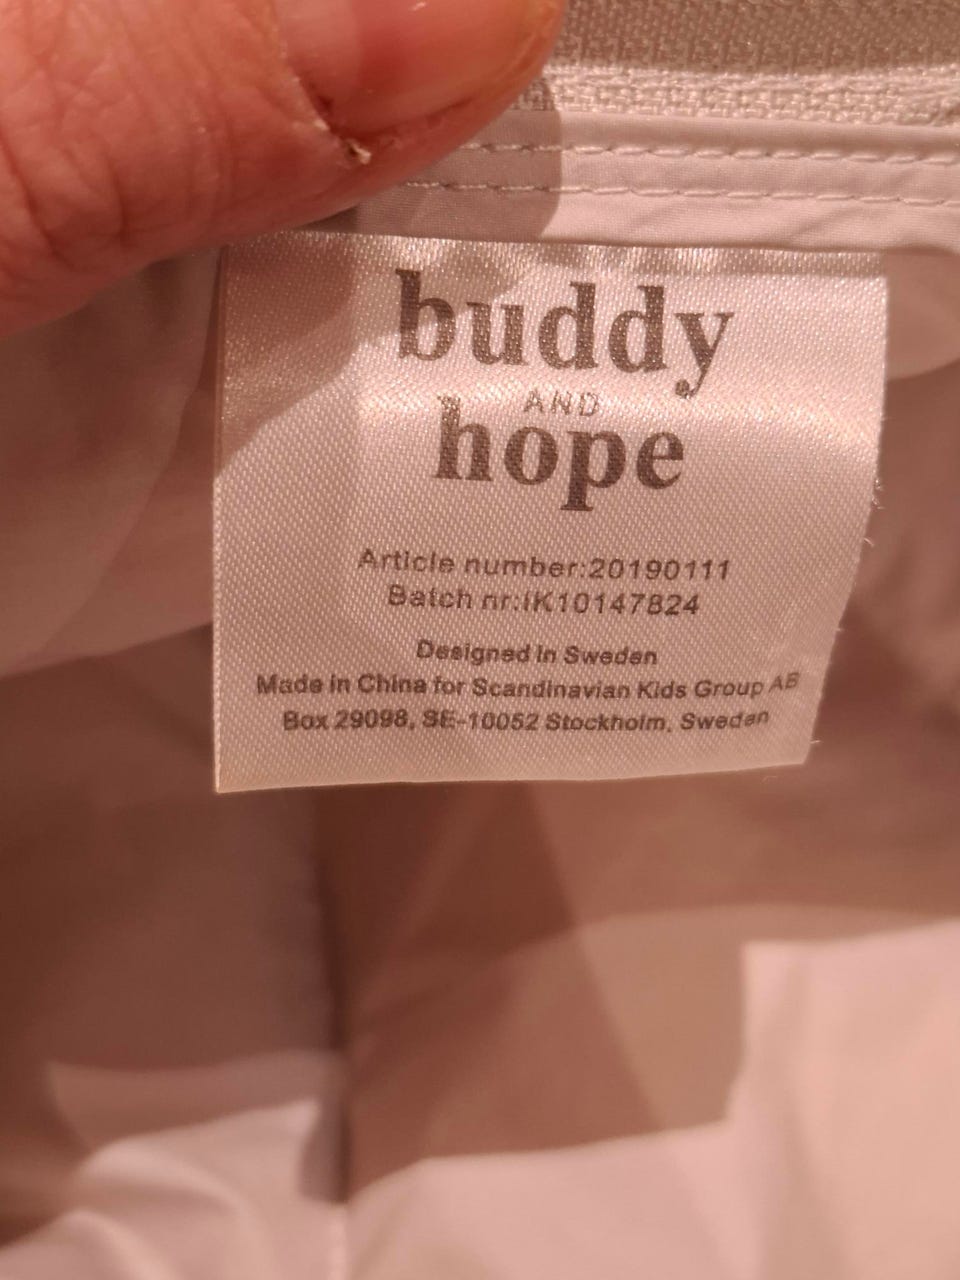 buddy
AND
hope
Article number:20190111
Batch nr:IK10147824
Designed in Sweden
Made in China for Scandinavian Kids Group AB
Box 29098, SE-10052 Stockholm, Sweden